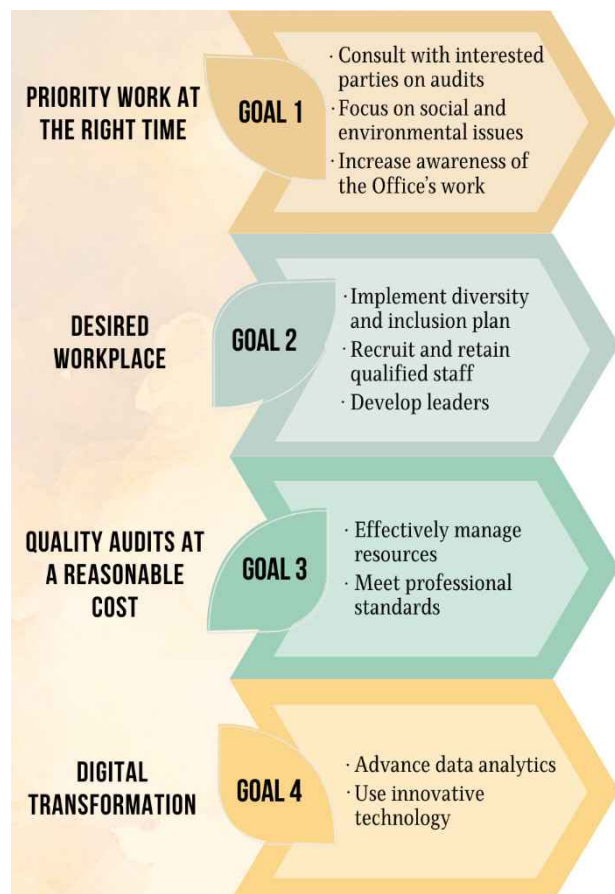 PRIORITY WORK AT
THE RIGHT TIME
GOAL 1
· Consult with interested
parties on audits
· Focus on social and
environmental issues
· Increase awareness of
the Office's work
DESIRED
WORKPLACE
GOAL 2
· Implement diversity
and inclusion plan
· Recruit and retain
qualified staff
· Develop leaders
QUALITY AUDITS AT
A REASONABLE
COST
GOAL 3
· Effectively manage
resources
· Meet professional
standards
DIGITAL
TRANSFORMATION
GOAL 4
· Advance data analytics
· Use innovative
technology